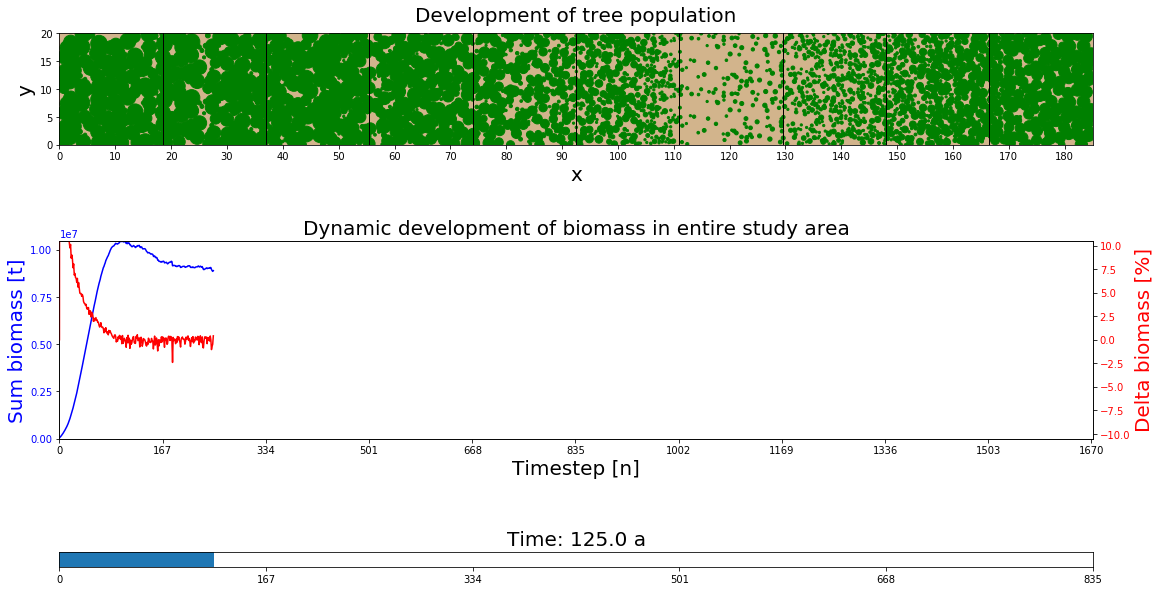 Development of tree population
20
15
10
5
0
y
0 10 20 30 40 50 60 70 80 90 100 110 120 130 140 150 160 170 180
x
Dynamic development of biomass in entire study area
1e7
1.00
0.75
0.50
0.25
0.00
Sum biomass [t]
10.0
7.5
5.0
2.5
0.0
−2.5
−5.0
−7.5
−10.0
Delta biomass [%]
0 167 334 501 668 835 1002 1169 1336 1503 1670
Timestep [n]
Time: 125.0 a
0 167 334 501 668 835